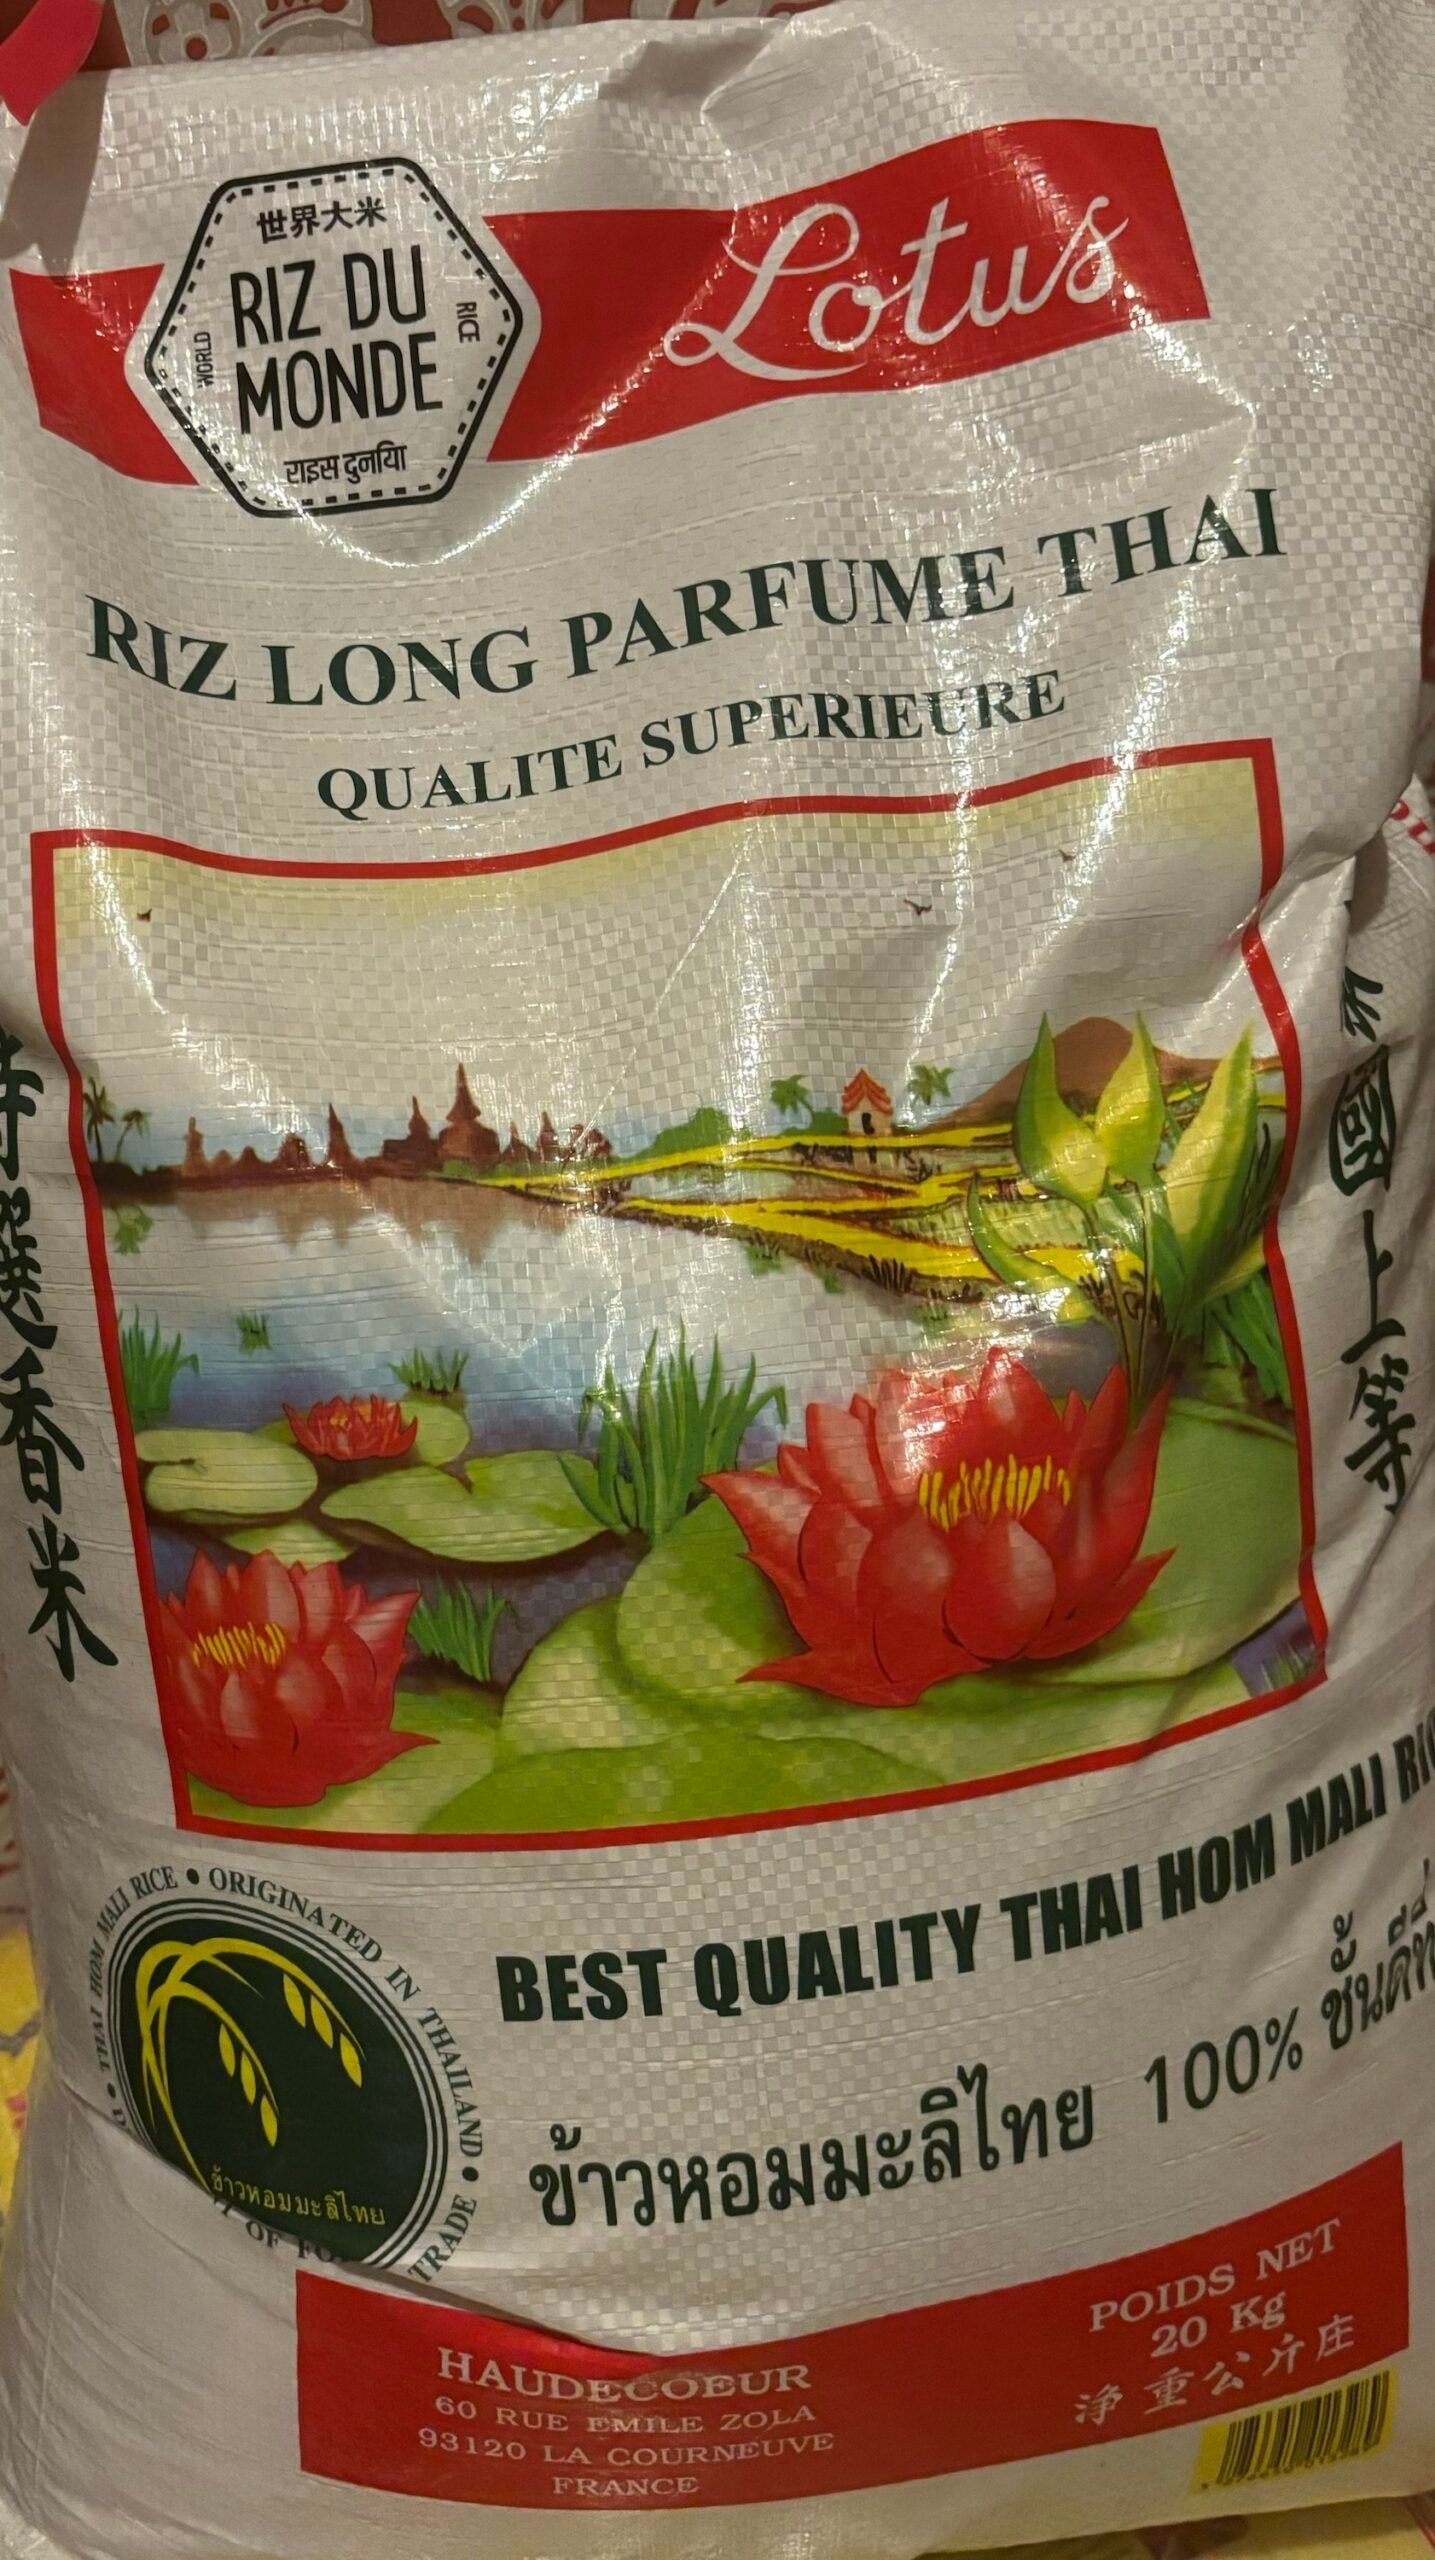 世界大米
RIZ DU
MONDE
WORLD
RICE
राइस दुनिया
Lotus
RIZ LONG PARFUME THAI
QUALITE SUPERIEURE
選香米
國上等
THAI HOM MALI RICE • ORIGINATED IN THAILAND •
OF
TRADE
ข้าวหอมมะลิไทย
BEST QUALITY THAI HOM MALI
ข้าวหอมมะลิไทย 100%
HAUDECOEUR
60 RUE EMILE ZOLA
93120 LA COURNEUVE
FRANCE
POIDS NET
20 Kg
淨重公斤庄